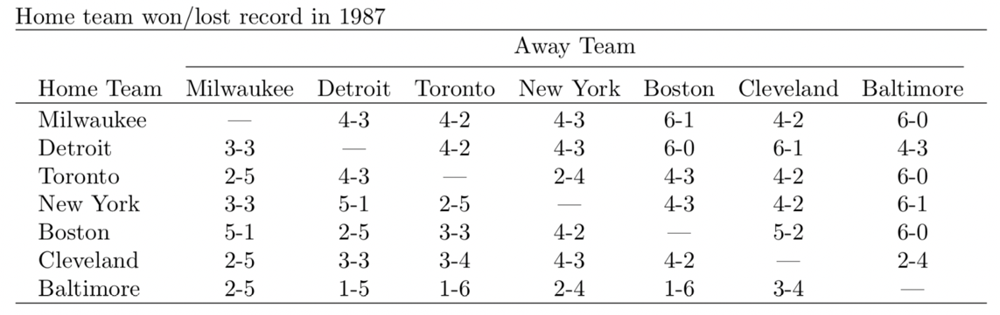 Home team won/lost record in 1987
Away Team
Home Team Milwaukee Detroit Toronto New York Boston Cleveland Baltimore
Milwaukee — 4-3 4-2 4-3 6-1 4-2 6-0
Detroit 3-3 — 4-2 4-3 6-0 6-1 4-3
Toronto 2-5 4-3 — 2-4 4-3 4-2 6-0
New York 3-3 5-1 2-5 — 4-3 4-2 6-1
Boston 5-1 2-5 3-3 4-2 — 5-2 6-0
Cleveland 2-5 3-3 3-4 4-3 4-2 — 2-4
Baltimore 2-5 1-5 1-6 2-4 1-6 3-4 —